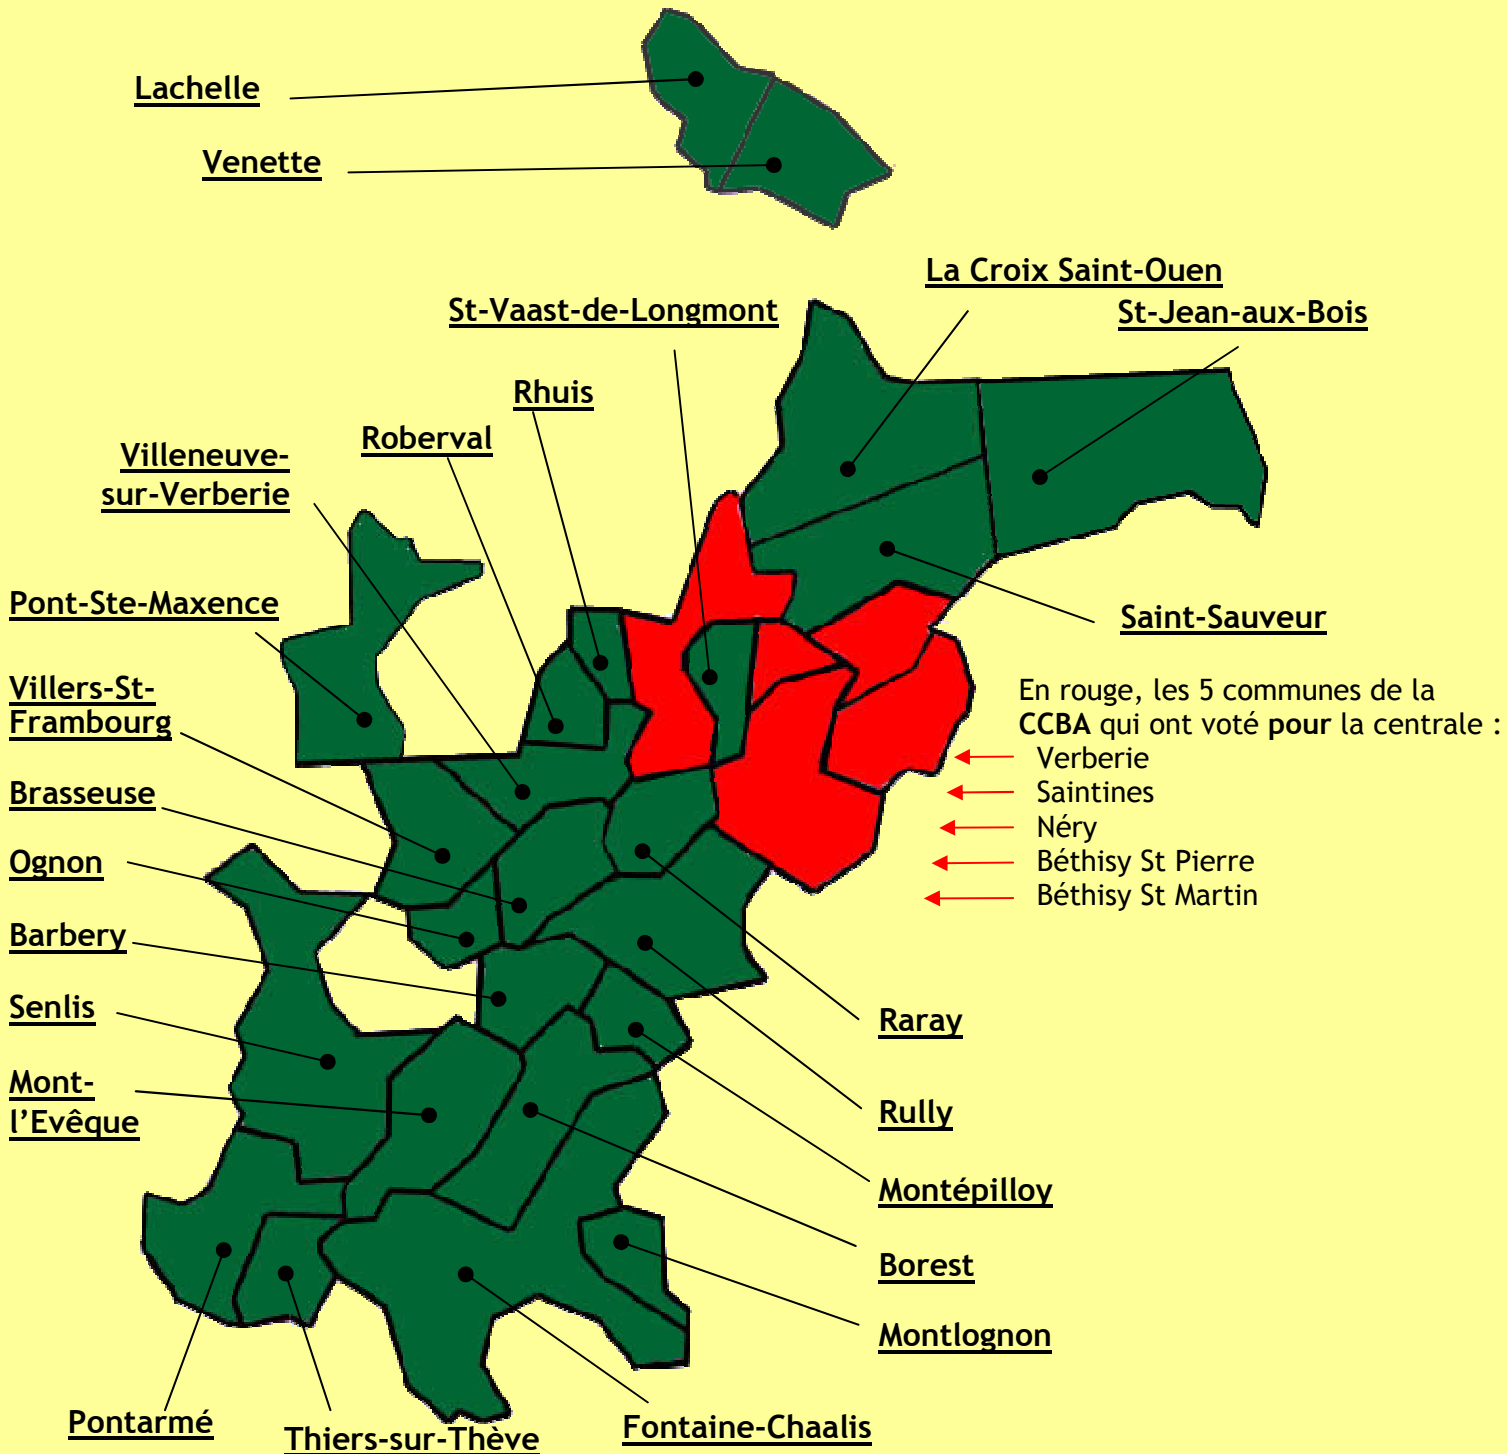 Lachelle
Venette
La Croix Saint-Ouen
St-Vaast-de-Longmont
St-Jean-aux-Bois
Rhuis
Roberval
Villeneuve-
sur-Verberie
Pont-Ste-Maxence
Saint-Sauveur
Villers-St-
Frambourg
En rouge, les 5 communes de la
CCBA qui ont voté pour la centrale :
Verberie
Saintines
Néry
Béthisy St Pierre
Béthisy St Martin
Brasseuse
Ognon
Barbery
Senlis
Mont-
l'Evêque
Raray
Rully
Montépilloy
Borest
Montlognon
Pontarmé
Thiers-sur-Thève
Fontaine-Chaalis